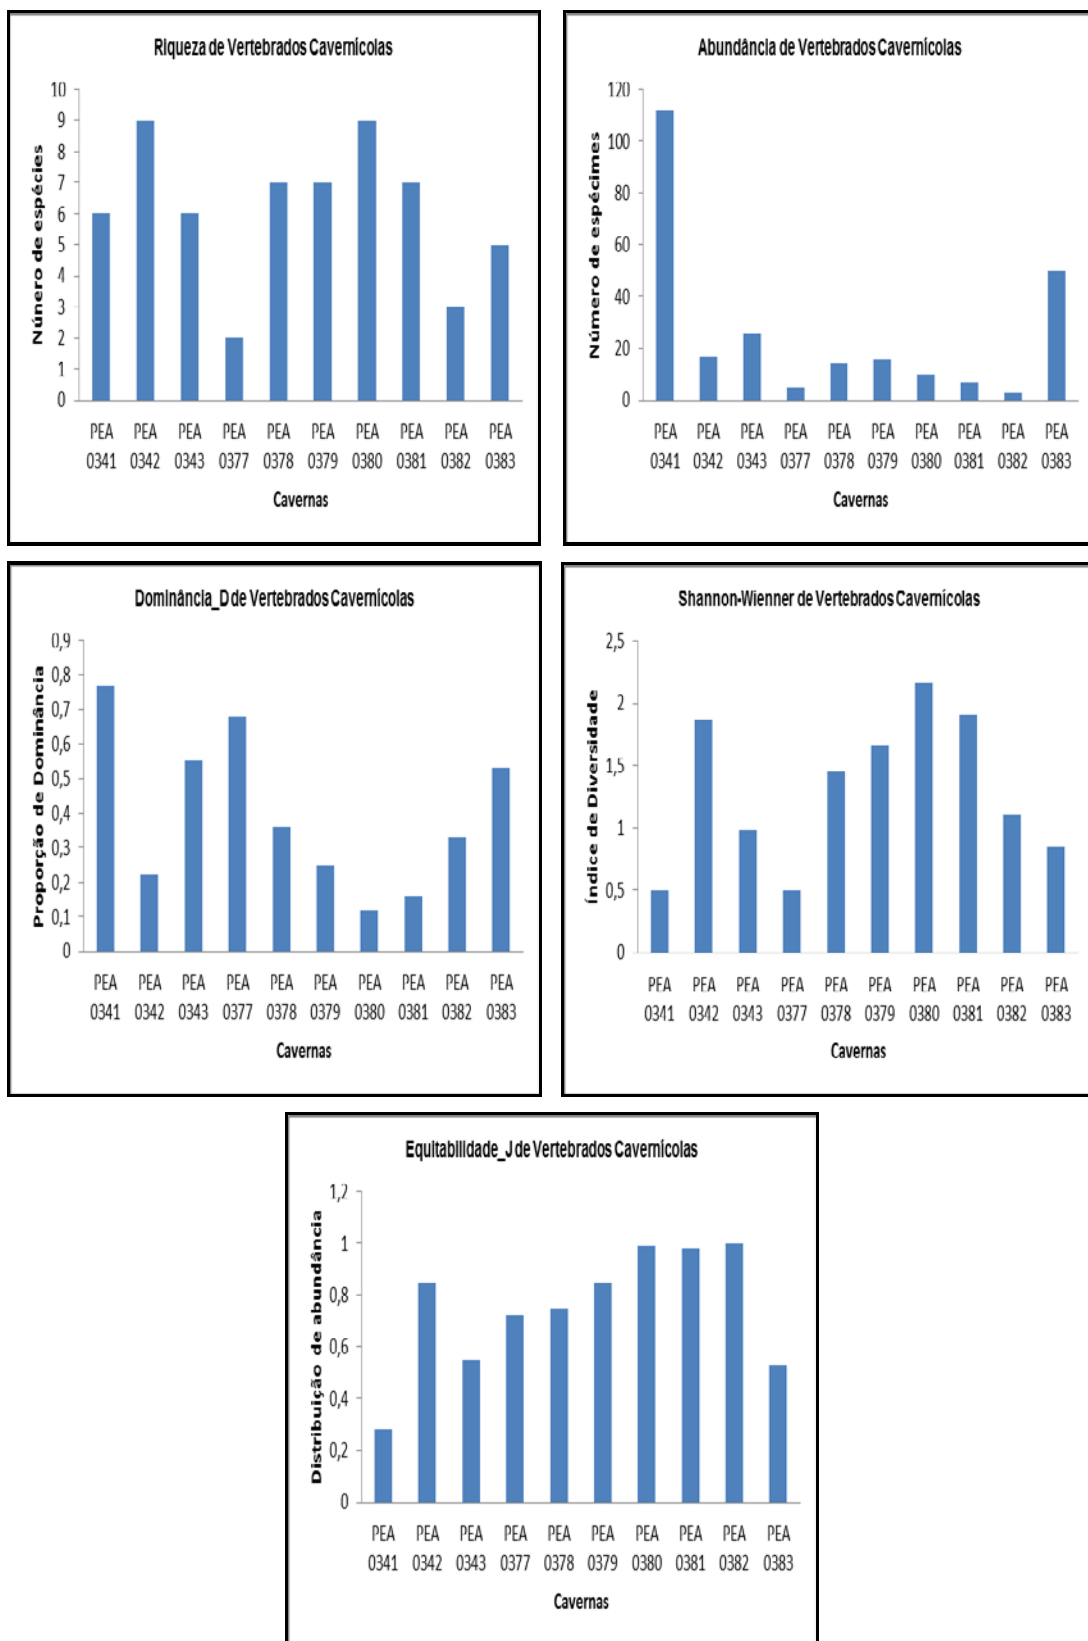 Riqueza de Vertebrados Cavernícolas
Núnero de espécies
10
9
8
7
6
5
4
3
2
1
0
PEA PEA PEA PEA PEA PEA PEA PEA PEA PEA
0341 0342 0343 0377 0378 0379 0380 0381 0382 0383
Cavernas
Abundância de Vertebrados Cavernícolas
Número de espécimes
120
100
80
60
40
20
0
PEA PEA PEA PEA PEA PEA PEA PEA PEA PEA
0341 0342 0343 0377 0378 0379 0380 0381 0382 0383
Cavernas
Dominância_D de Vertebrados Cavernícolas
Proporção de Dominância
0,9
0,8
0,7
0,6
0,5
0,4
0,3
0,2
0,1
0
PEA PEA PEA PEA PEA PEA PEA PEA PEA PEA
0341 0342 0343 0377 0378 0379 0380 0381 0382 0383
Cavernas
Shannon-Wienner de Vertebrados Cavernícolas
Índice de Diversidade
2,5
2
1,5
1
0,5
0
PEA PEA PEA PEA PEA PEA PEA PEA PEA PEA
0341 0342 0343 0377 0378 0379 0380 0381 0382 0383
Cavernas
Equitabilidade_J de Vertebrados Cavernícolas
Distribuição de abundância
1,2
1
0,8
0,6
0,4
0,2
0
PEA PEA PEA PEA PEA PEA PEA PEA PEA PEA
0341 0342 0343 0377 0378 0379 0380 0381 0382 0383
Cavernas